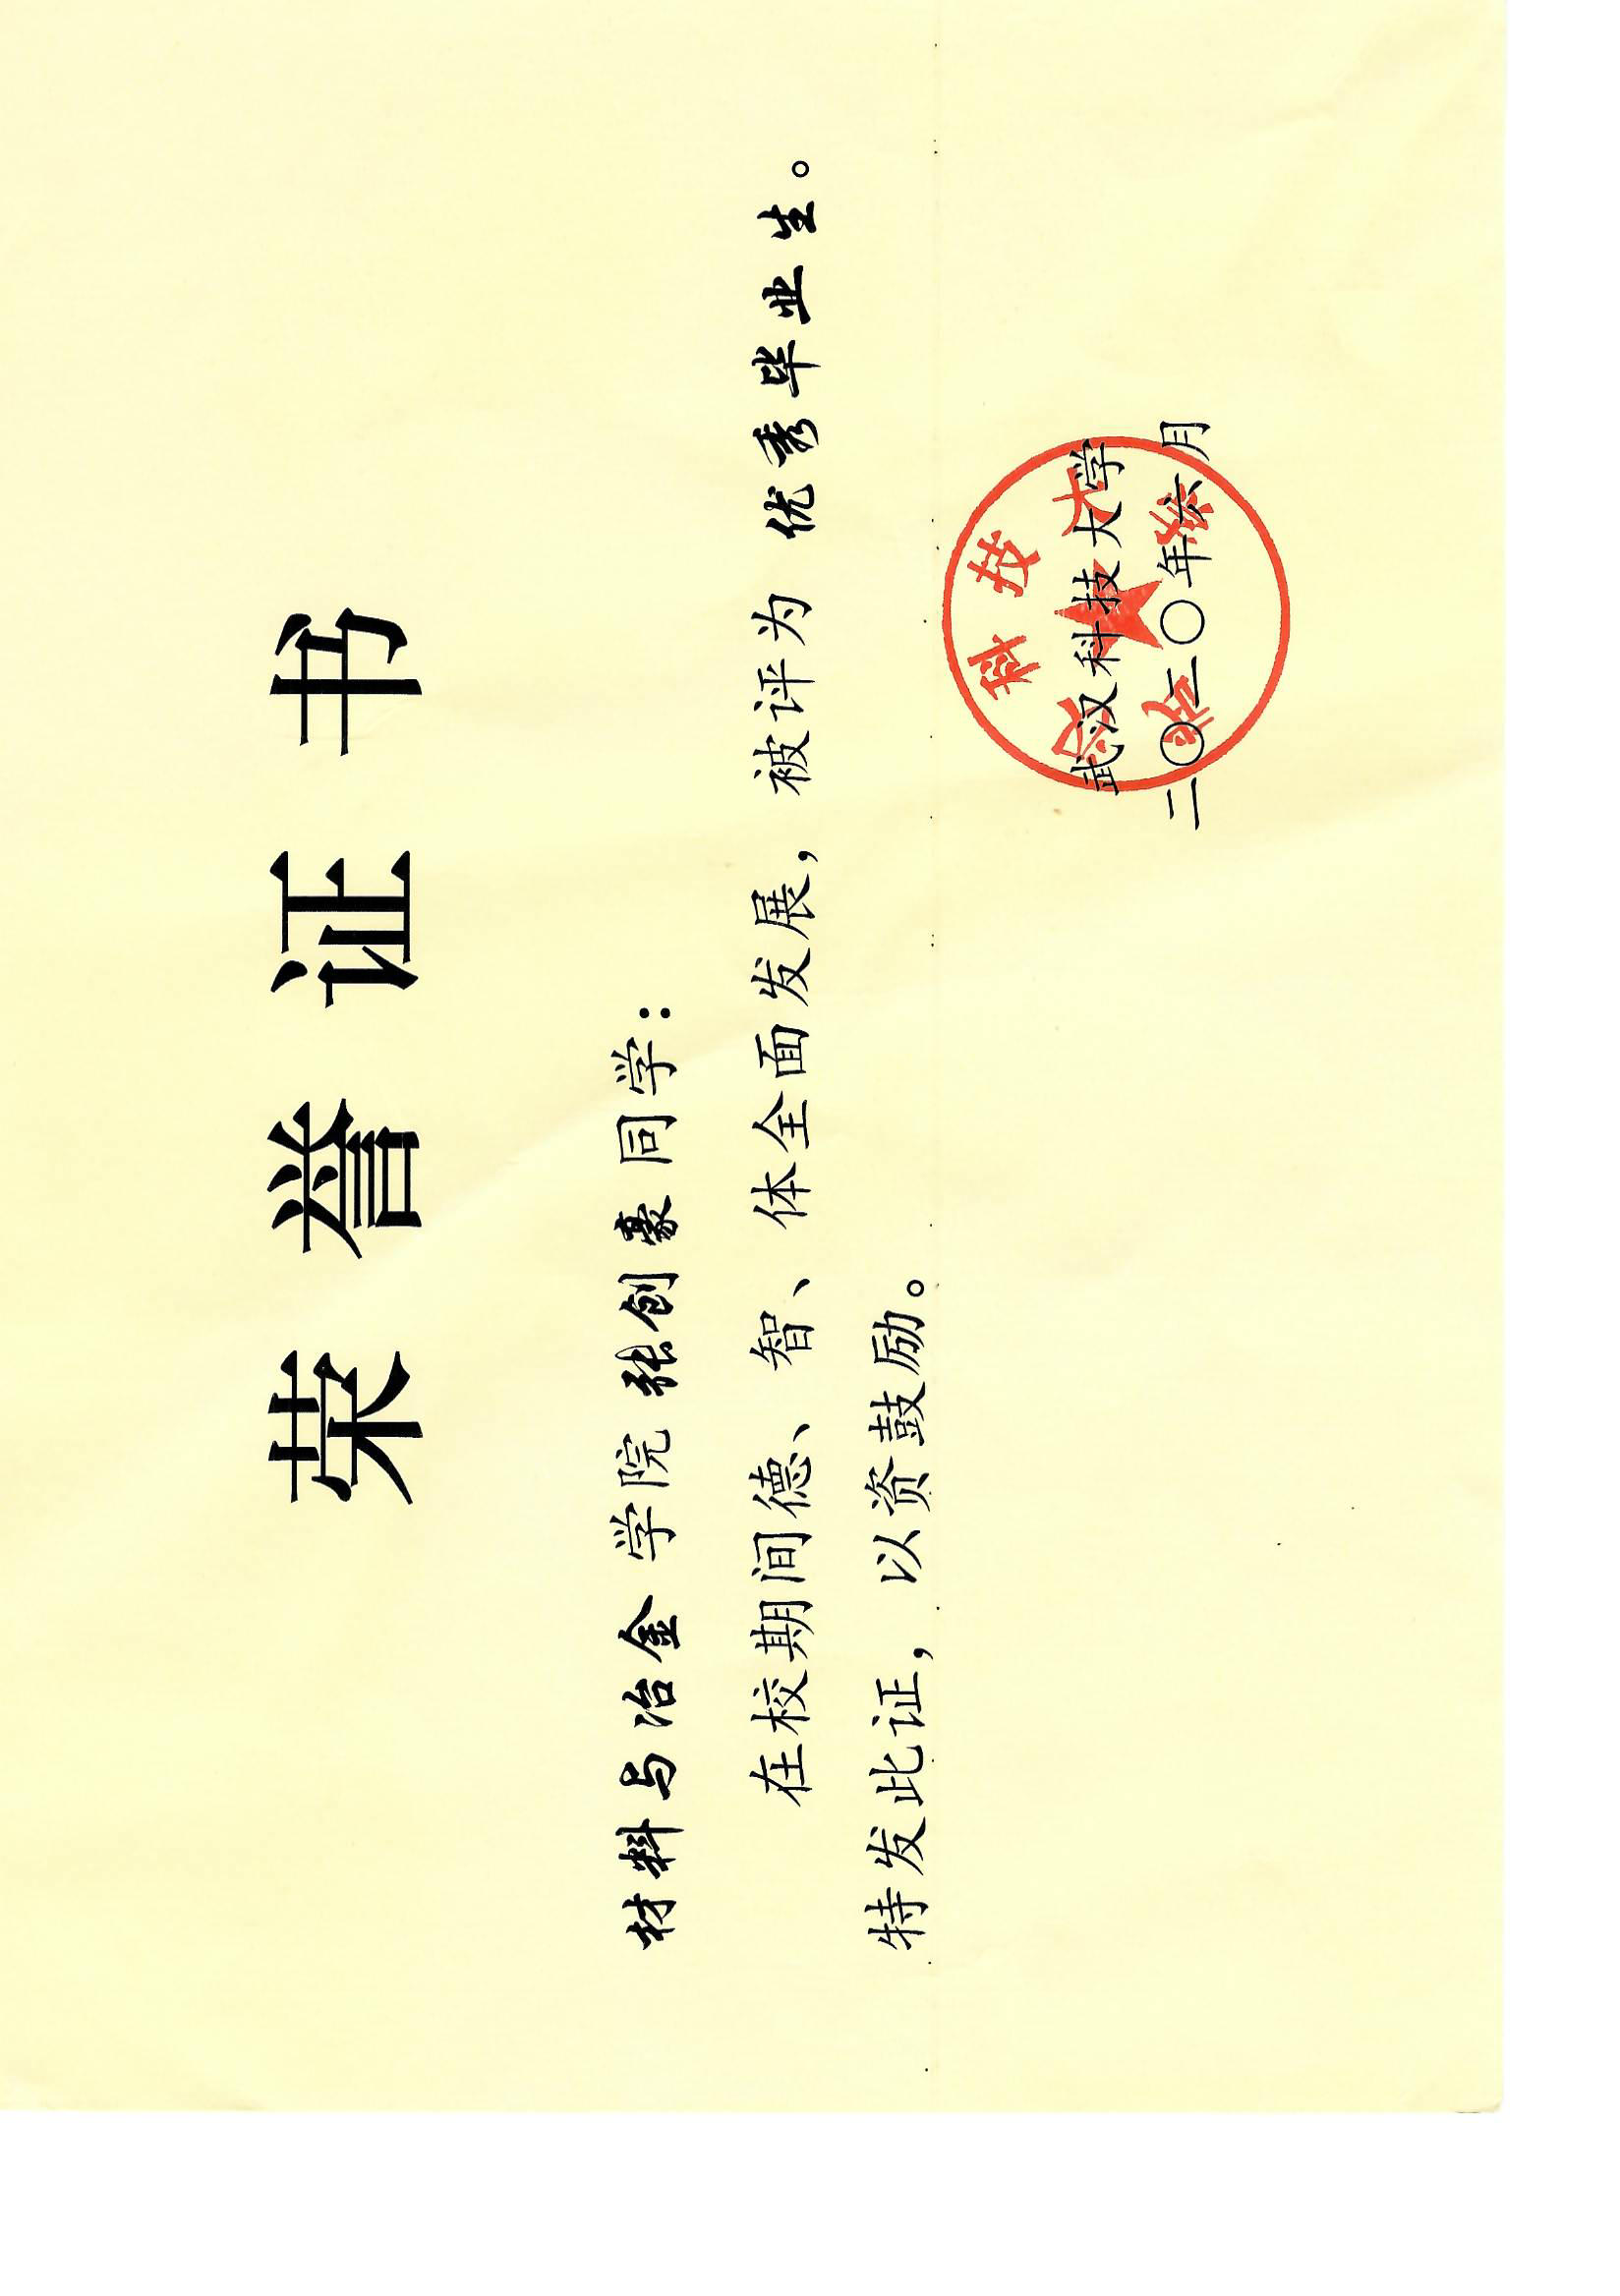 荣誉证书
材料与冶金学院张创豪同学：
在校期间德、智、体全面发展，被评为优秀毕业生。
特发此证，以资鼓励。
武汉科技大学
武汉科技大学
二〇二〇年六月